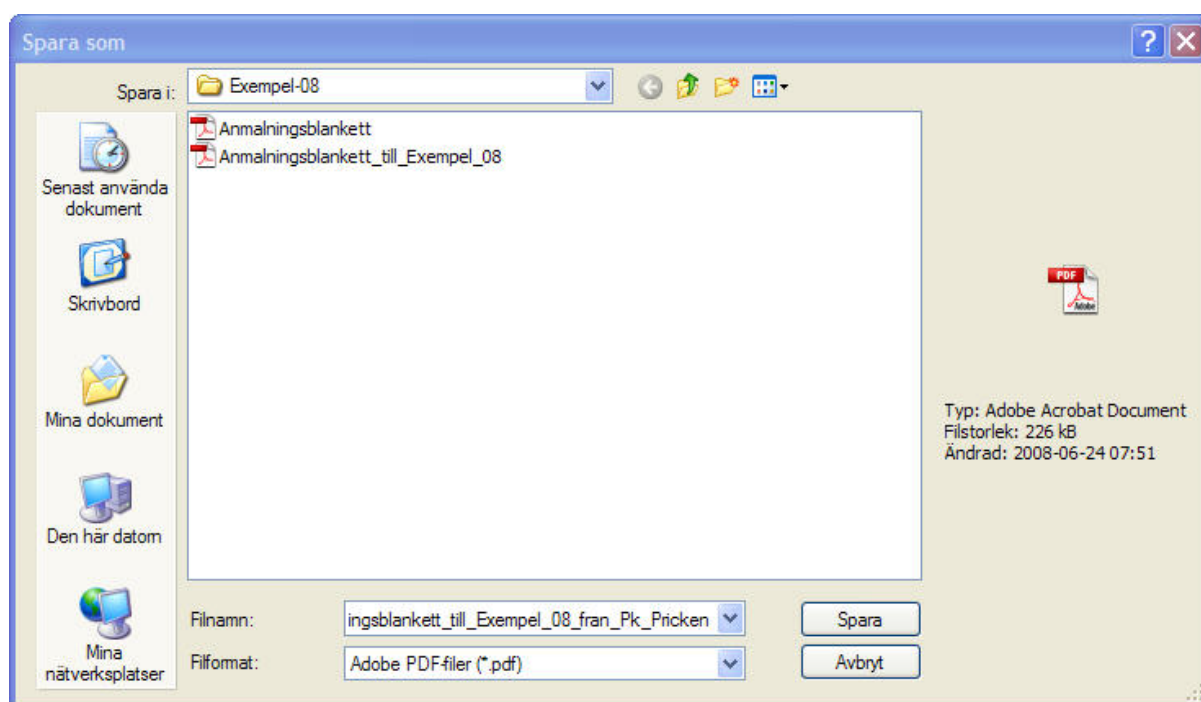 Spara som
Spara i:
Exempel-08
Anmalningsblankett
Anmalningsblankett_till_Exempel_08
Senast använda
dokument
Skrivbord
Mina dokument
Den här datorn
Mina
nätverksplatser
PDF
Adobe
Typ: Adobe Acrobat Document
Filstorlek: 226 kB
Ändrad: 2008-06-24 07:51
Filnamn:
ingsblankett_till_Exempel_08_fran_Pk_Pricken
Spara
Filformat:
Adobe PDF-filer (*.pdf)
Avbryt